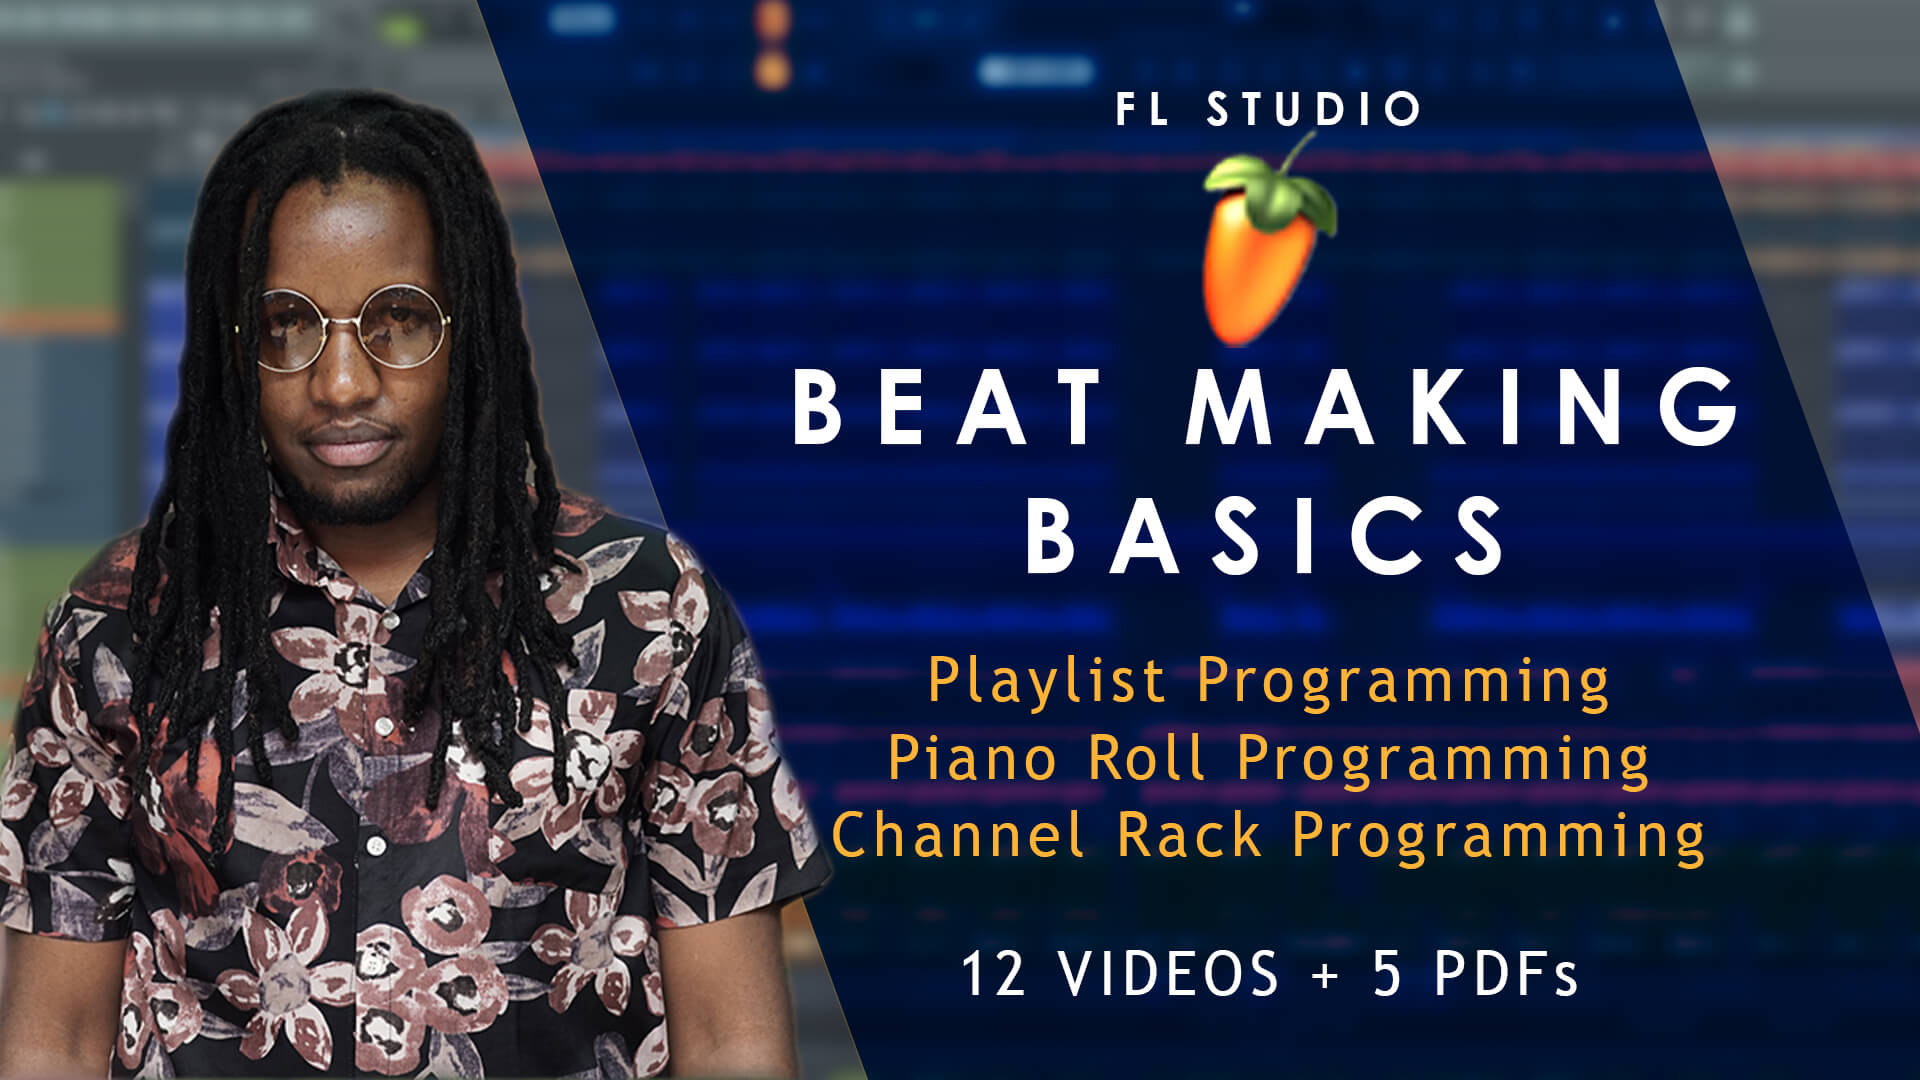 FL STUDIO
BEAT MAKING
BASICS
Playlist Programming
Piano Roll Programming
Channel Rack Programming
12 VIDEOS + 5 PDFs